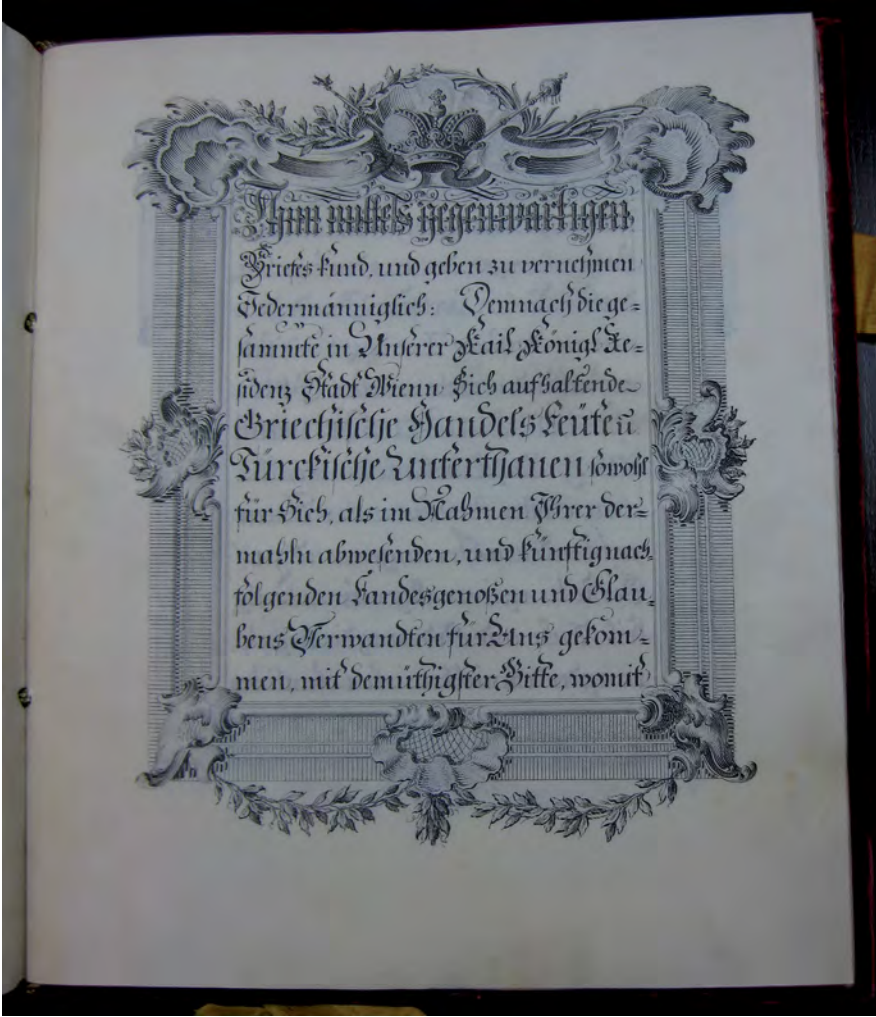 Thun mittels gegenwärtigen
Briefes kund, und geben zu vernehmen
Jedermänniglich: Demnach die ge=
sammte in Unserer Kaiſ. Königl. Re=
sidenz Stadt Wienn Sich aufhaltende
Griechische Handels Leüte ũ
Türckische Unterthanen sowohl
für Sich, als im Nahmen Ihrer der=
mahln abwesenden, und künftig nach=
folgenden Landesgenoßen und Glau=
bens Verwandten für Uns gekom=
men, mit demüthigster Bitte, womit